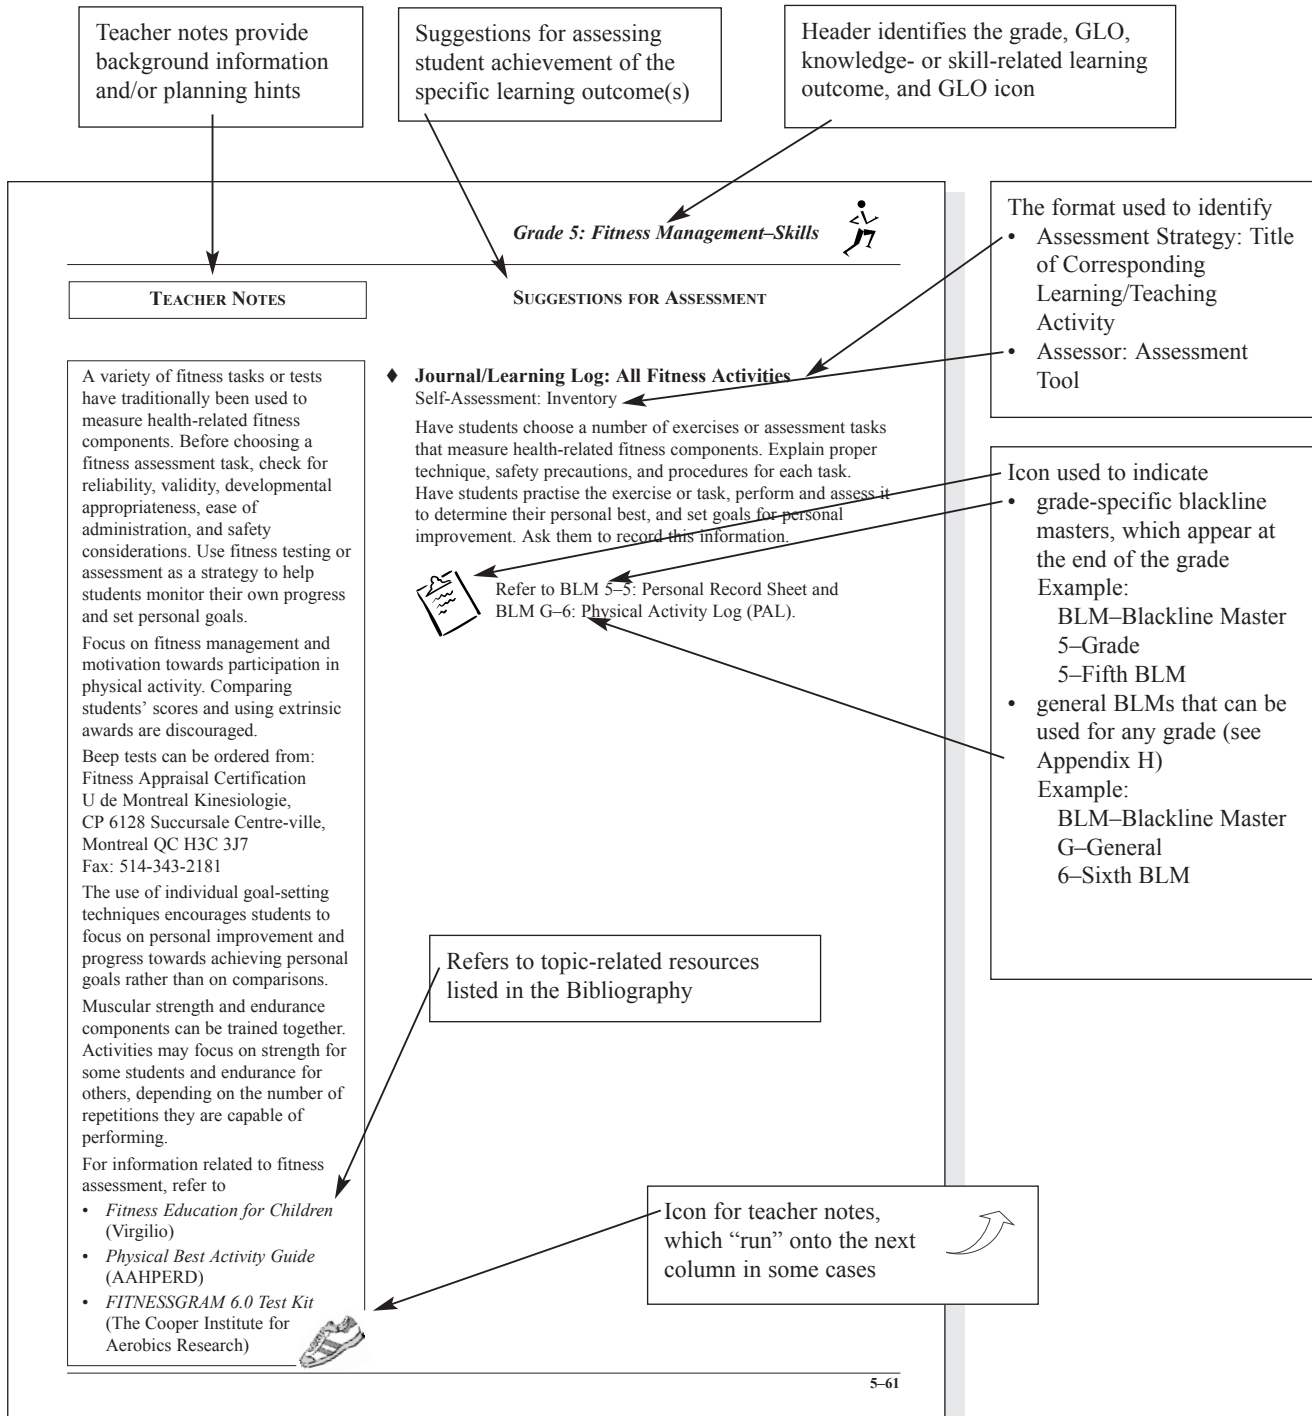 Teacher notes provide
background information
and/or planning hints
Suggestions for assessing
student achievement of the
specific learning outcome(s)
Header identifies the grade, GLO,
knowledge- or skill-related learning
outcome, and GLO icon
Grade 5: Fitness Management–Skills
TEACHER NOTES
SUGGESTIONS FOR ASSESSMENT
A variety of fitness tasks or tests
have traditionally been used to
measure health-related fitness
components. Before choosing a
fitness assessment task, check for
reliability, validity, developmental
appropriateness, ease of
administration, and safety
considerations. Use fitness testing or
assessment as a strategy to help
students monitor their own progress
and set personal goals.
Focus on fitness management and
motivation towards participation in
physical activity. Comparing
students' scores and using extrinsic
awards are discouraged.
Beep tests can be ordered from:
Fitness Appraisal Certification
U de Montreal Kinesiologie,
CP 6128 Succursale Centre-ville,
Montreal QC H3C 3J7
Fax: 514-343-2181
The use of individual goal-setting
techniques encourages students to
focus on personal improvement and
progress towards achieving personal
goals rather than on comparisons.
Muscular strength and endurance
components can be trained together.
Activities may focus on strength for
some students and endurance for
others, depending on the number of
repetitions they are capable of
performing.
For information related to fitness
assessment, refer to
• Fitness Education for Children
(Virgilio)
• Physical Best Activity Guide
(AAHPERD)
• FITNESSGRAM 6.0 Test Kit
(The Cooper Institute for
Aerobics Research)
♦ Journal/Learning Log: All Fitness Activities
Self-Assessment: Inventory
Have students choose a number of exercises or assessment tasks
that measure health-related fitness components. Explain proper
technique, safety precautions, and procedures for each task.
Have students practise the exercise or task, perform and assess it
to determine their personal best, and set goals for personal
improvement. Ask them to record this information.
Refer to BLM 5–5: Personal Record Sheet and
BLM G–6: Physical Activity Log (PAL).
Refers to topic-related resources
listed in the Bibliography
Icon for teacher notes,
which “run” onto the next
column in some cases
5–61
The format used to identify
• Assessment Strategy: Title
of Corresponding
Learning/Teaching
Activity
• Assessor: Assessment
Tool
Icon used to indicate
• grade-specific blackline
masters, which appear at
the end of the grade
Example:
BLM–Blackline Master
5–Grade
5–Fifth BLM
• general BLMs that can be
used for any grade (see
Appendix H)
Example:
BLM–Blackline Master
G–General
6–Sixth BLM